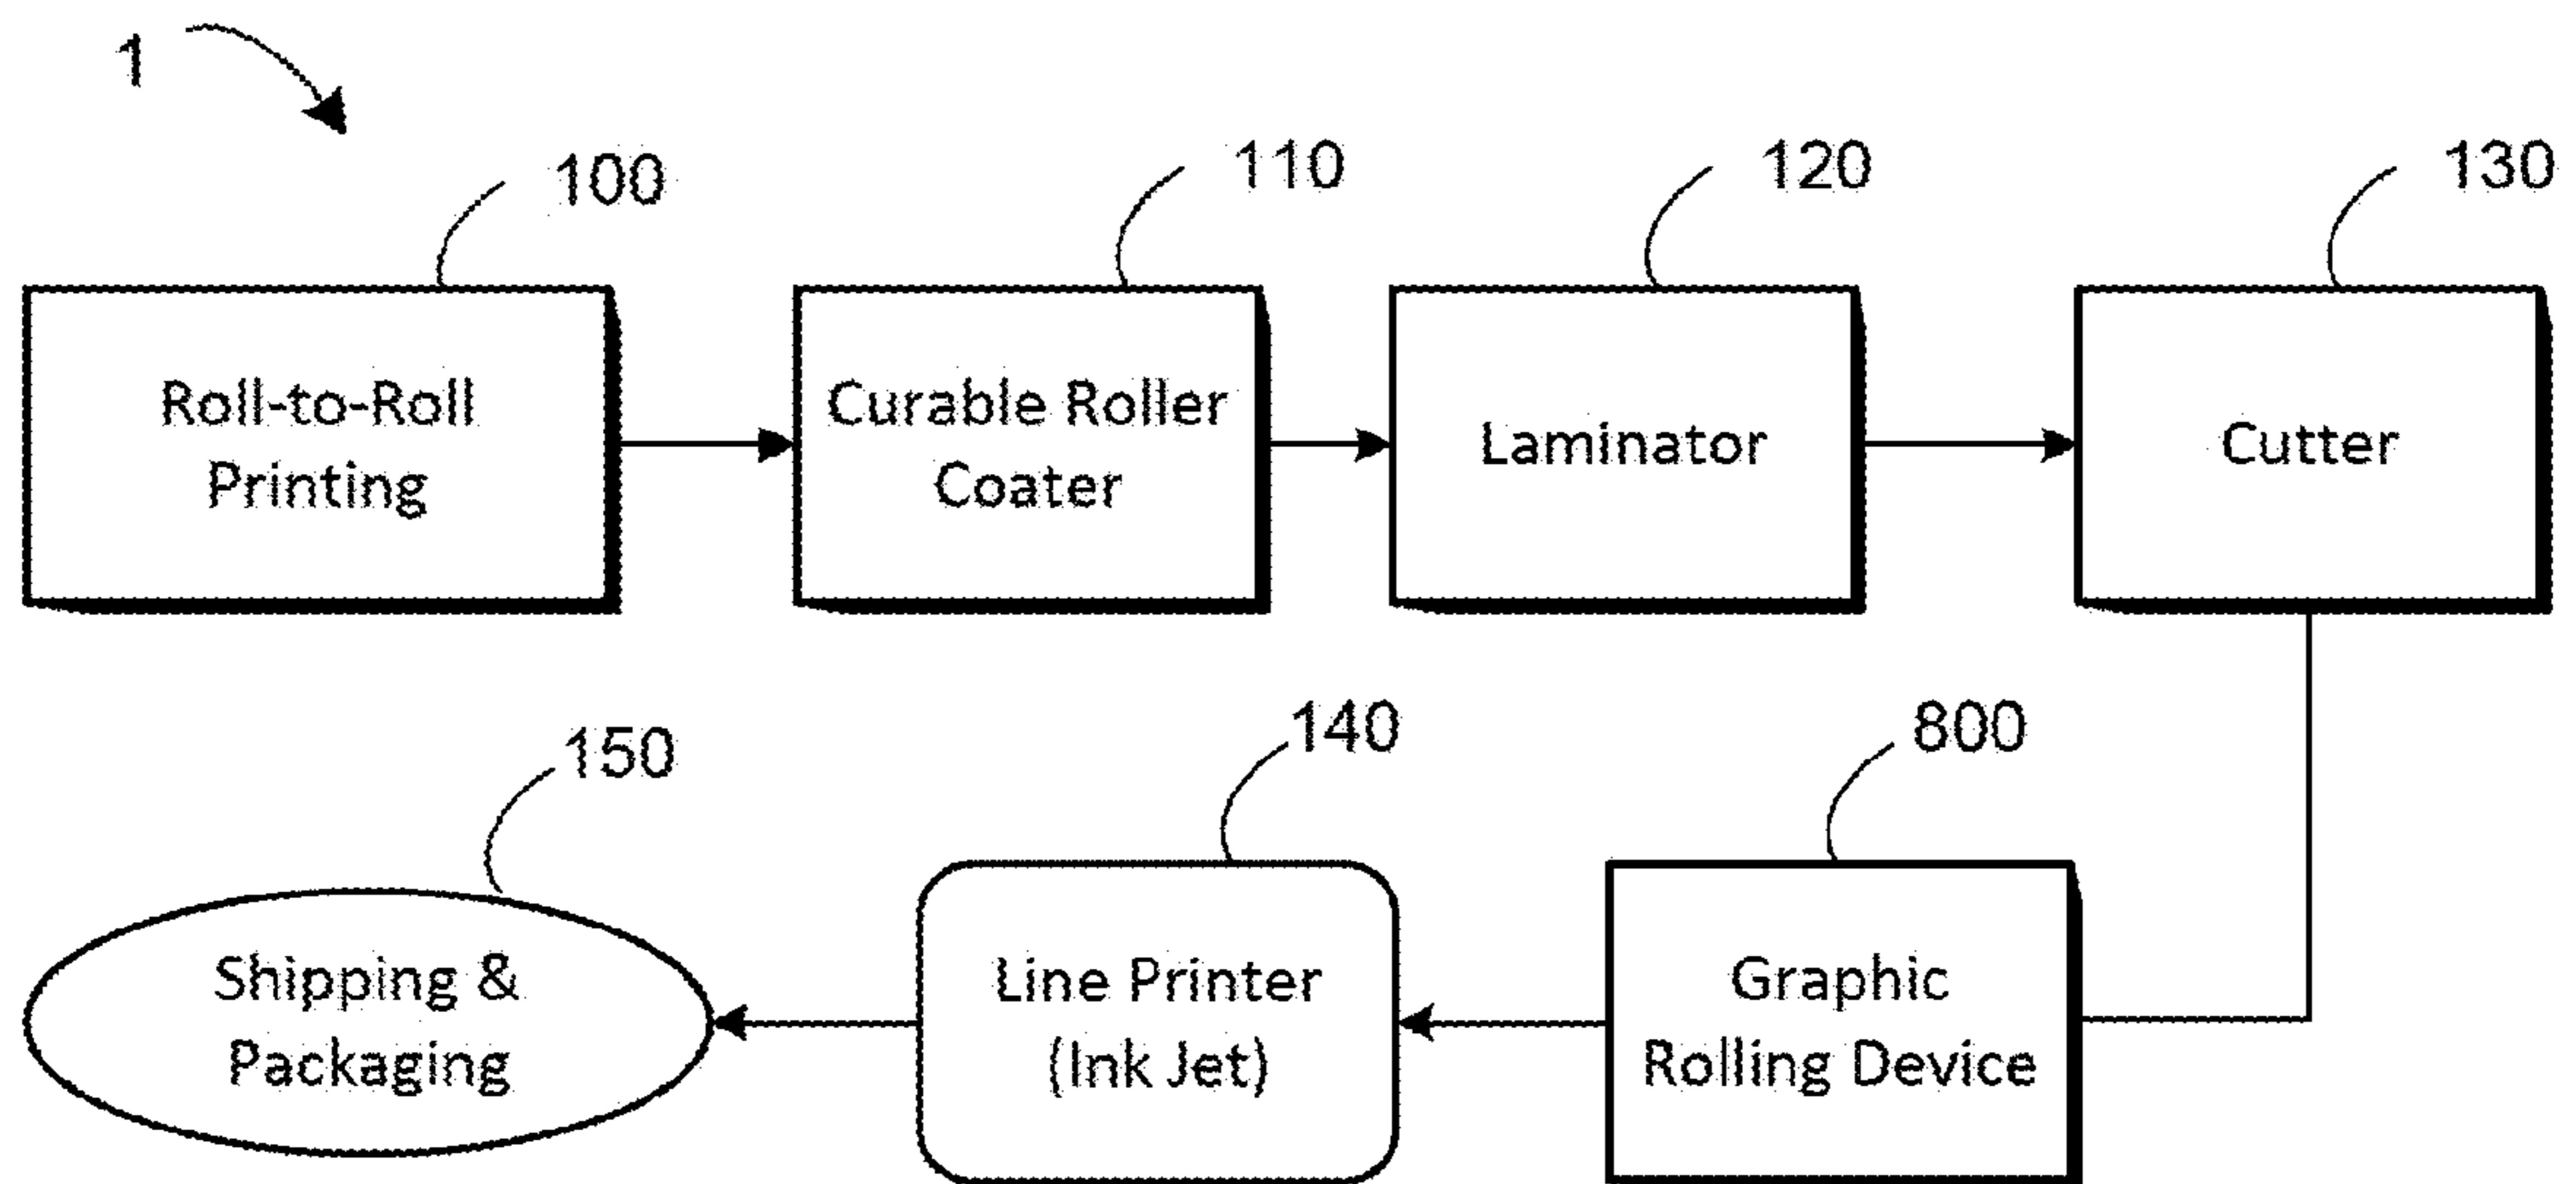 1
100
110
120
130
Roll-to-Roll
Printing
Curable Roller
Coater
Laminator
Cutter
150
140
800
Shipping &
Packaging
Line Printer
(Ink Jet)
Graphic
Rolling Device